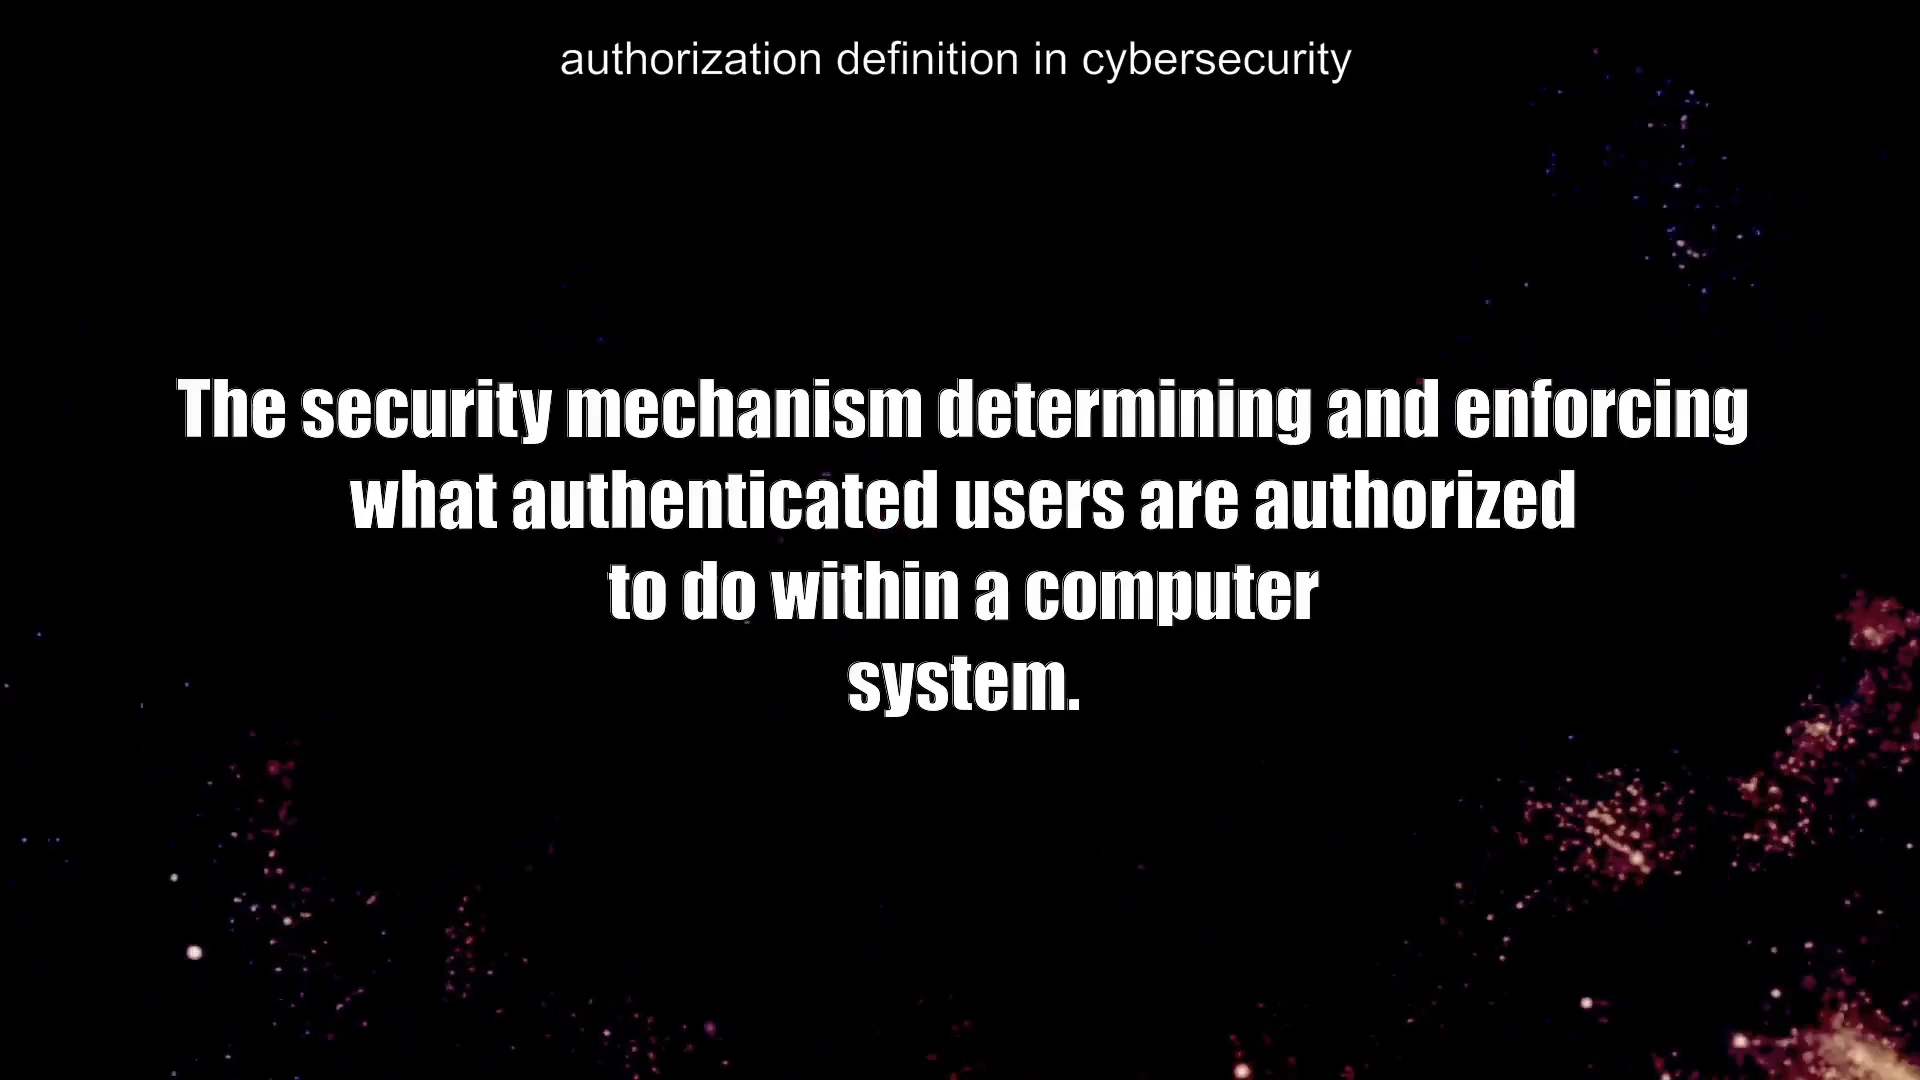 authorization definition in cybersecurity
The security mechanism determining and enforcing
what authenticated users are authorized
to do within a computer
system.